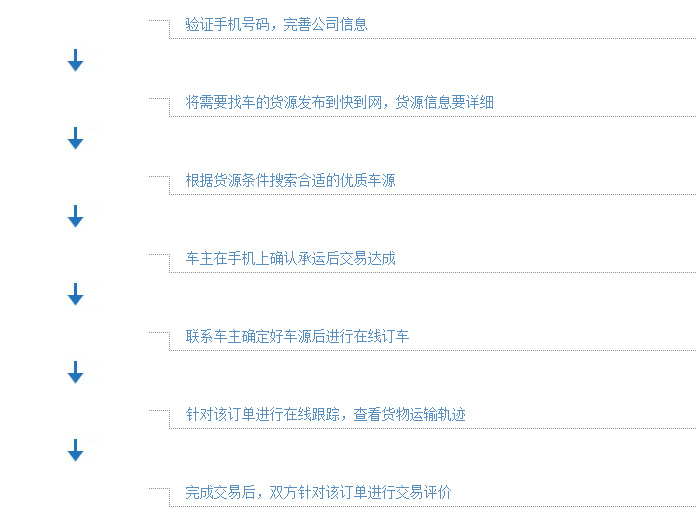 验证手机号码，完善公司信息
将需要找车的货源发布到快到网，货源信息要详细
根据货源条件搜索合适的优质车源
车主在手机上确认承运后交易达成
联系车主确定好车源后进行在线订车
针对该订单进行在线跟踪，查看货物运输轨迹
完成交易后，双方针对该订单进行交易评价